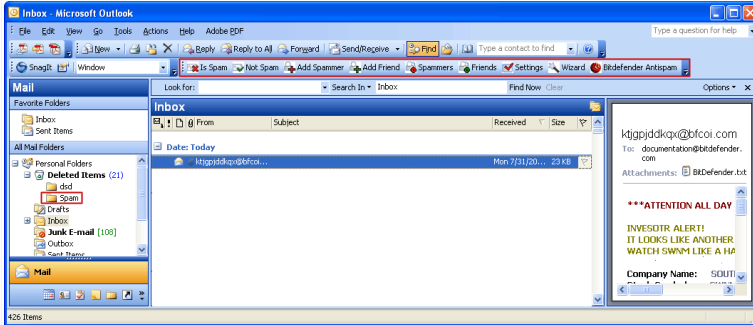 Inbox - Microsoft Outlook
File Edit View Go Tools Actions Help Adobe PDF Type a question for help
New Reply Reply to All Forward Send/Receive Find Type a contact to find
SnagIt Window Is Spam Not Spam Add Spammer Add Friend Spammers Friends Settings Wizard Bitdefender Antispam
Mail Look for: Search In Inbox Find Now Clear Options
Favorite Folders
Inbox
Sent Items
All Mail Folders
Personal Folders
Deleted Items (21)
dsd
Spam
Drafts
Inbox
Junk E-mail [108]
Outbox
Sent Items
Mail
426 Items
Inbox
From Subject Received Size
Date: Today
ktjgpjddkqx@bfcoi... Mon 7/31/20... 23 KB
ktjgpjddkqx@bfcoi.com
To: documentation@bitdefender.
com
Attachments: BitDefender.txt
***ATTENTION ALL DAY
INVESOTR ALERT!
IT LOOKS LIKE ANOTHER
WATCH SWNM LIKE A HA
Company Name: SOUT